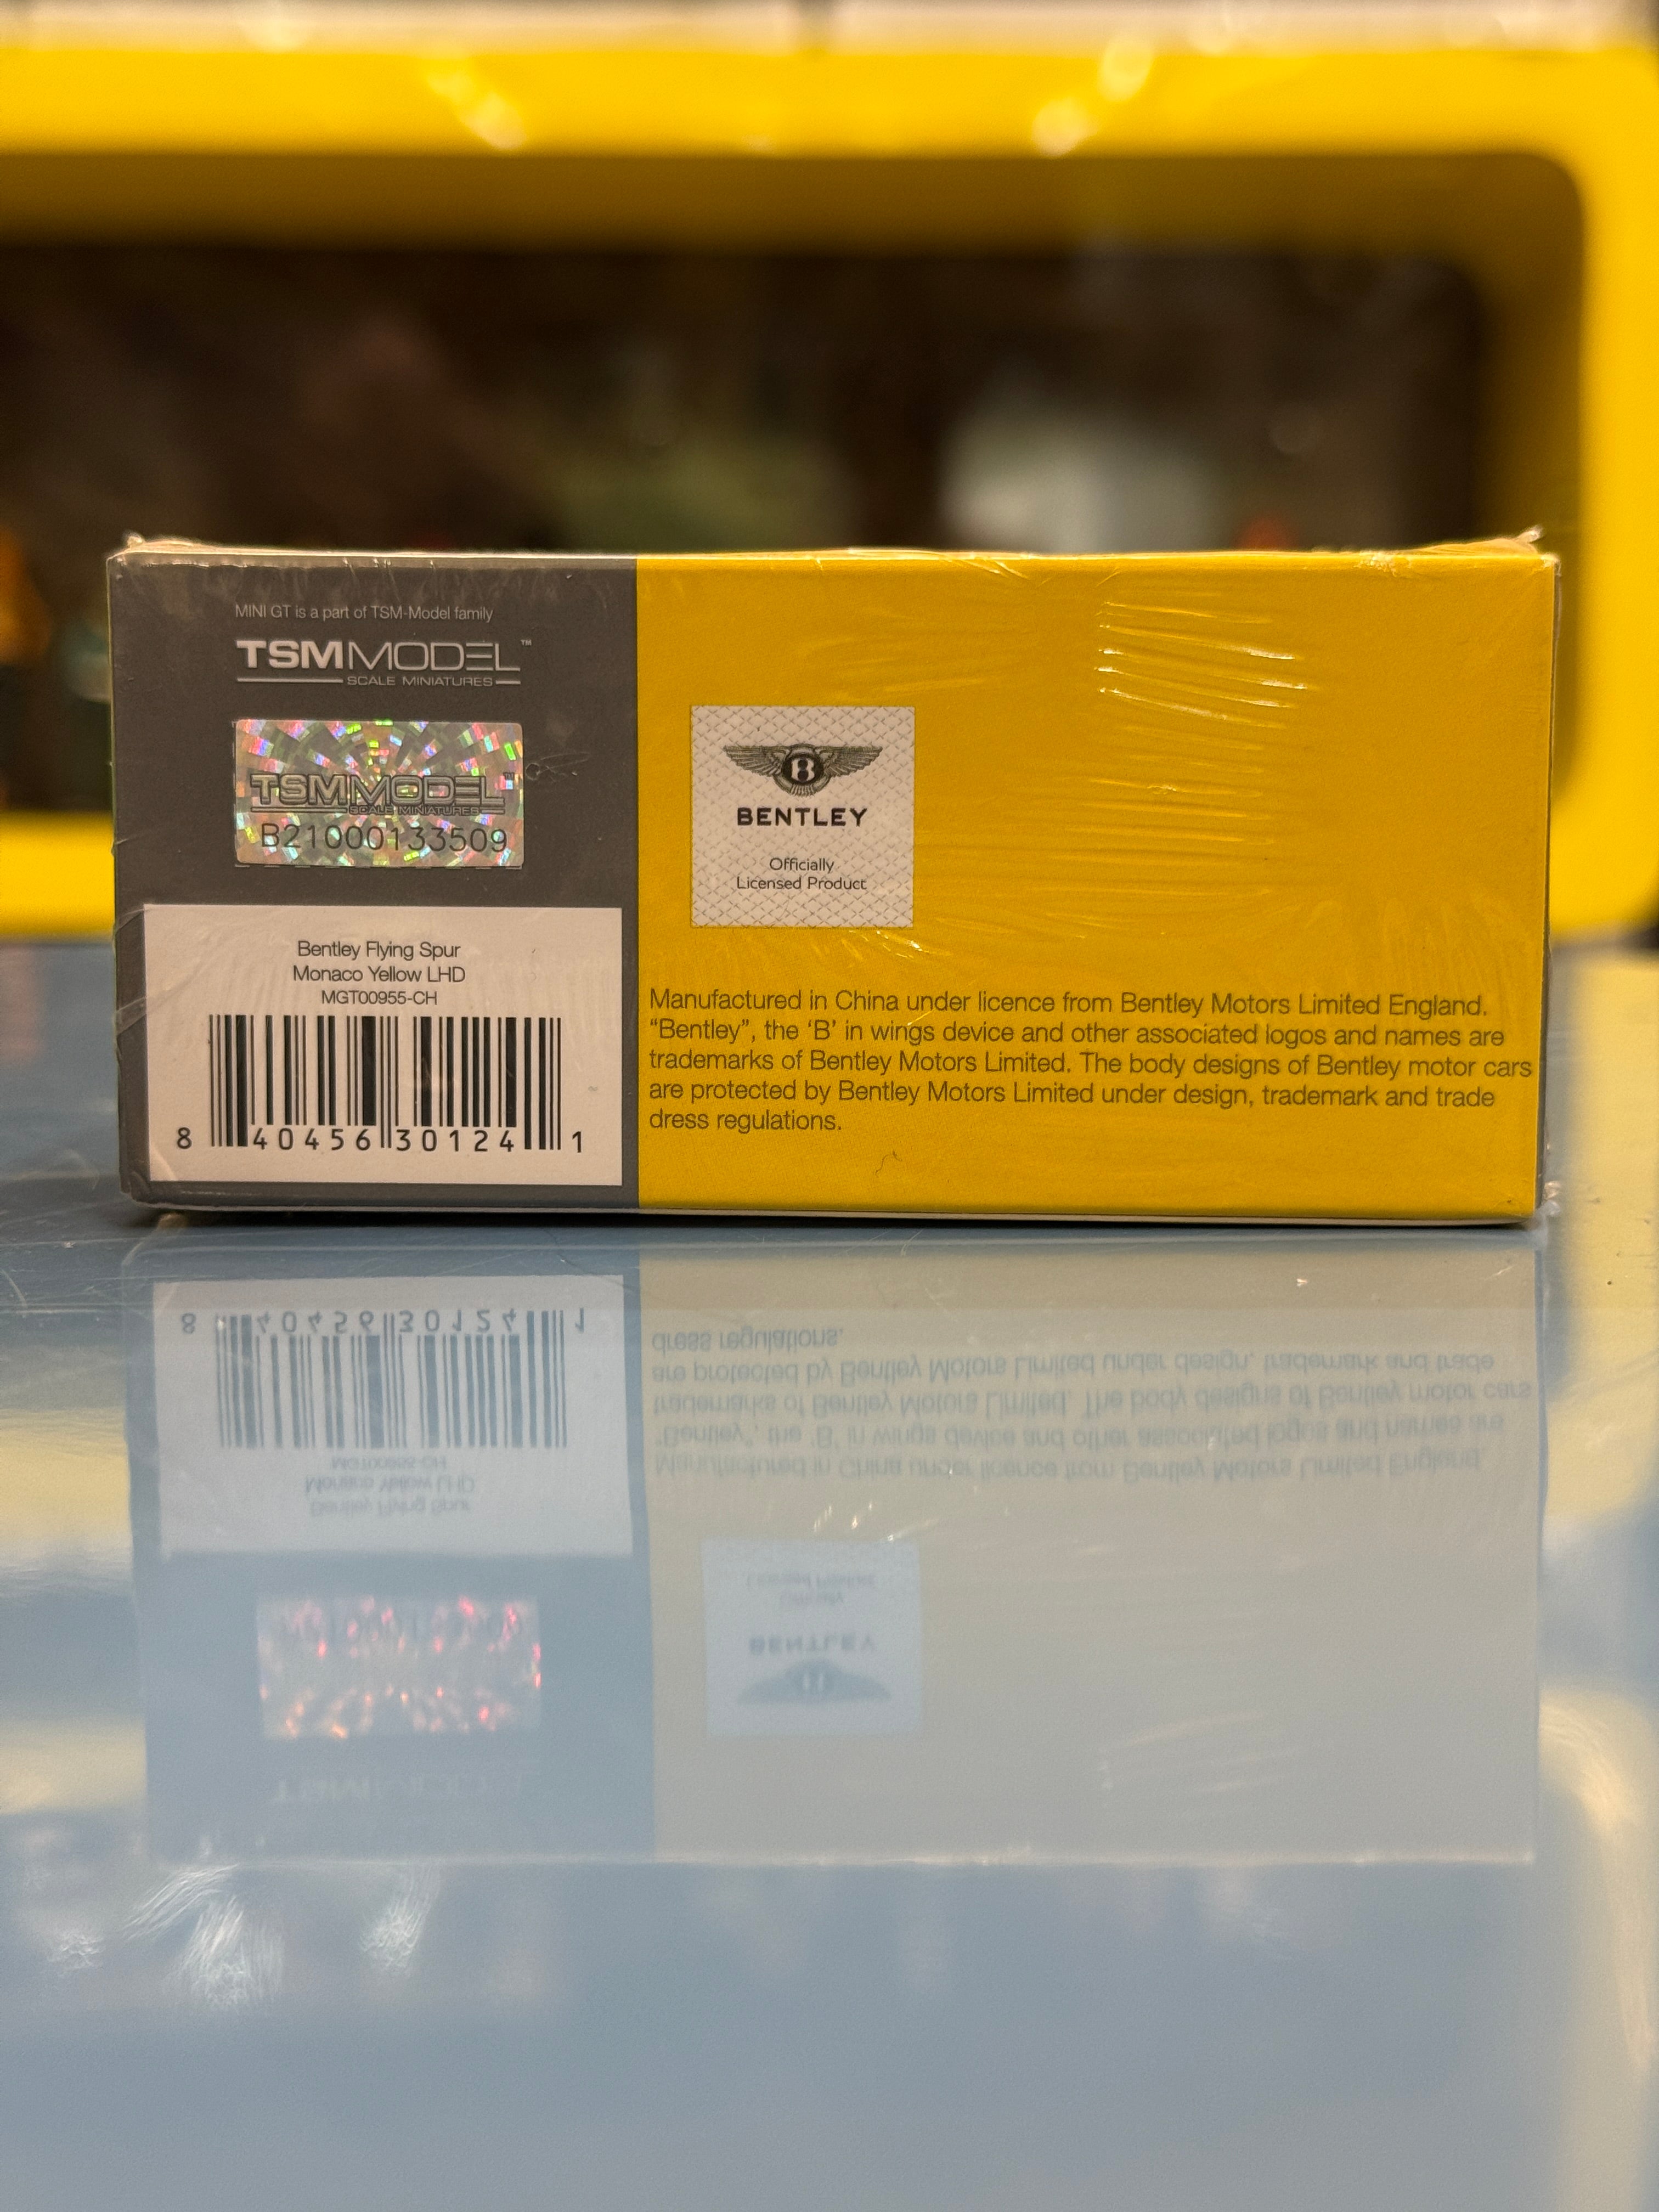 MINI GT is a part of TSM-Model family
TSMMODEL™
SCALE MINIATURES
TSMMODEL™
SCALE MINIATURES
B21000133509
Bentley Flying Spur
Monaco Yellow LHD
MGT00955-CH
8 40456 30124 1
B
BENTLEY
Officially
Licensed Product
Manufactured in China under licence from Bentley Motors Limited England.
“Bentley”, the ‘B’ in wings device and other associated logos and names are
trademarks of Bentley Motors Limited. The body designs of Bentley motor cars
are protected by Bentley Motors Limited under design, trademark and trade
dress regulations.